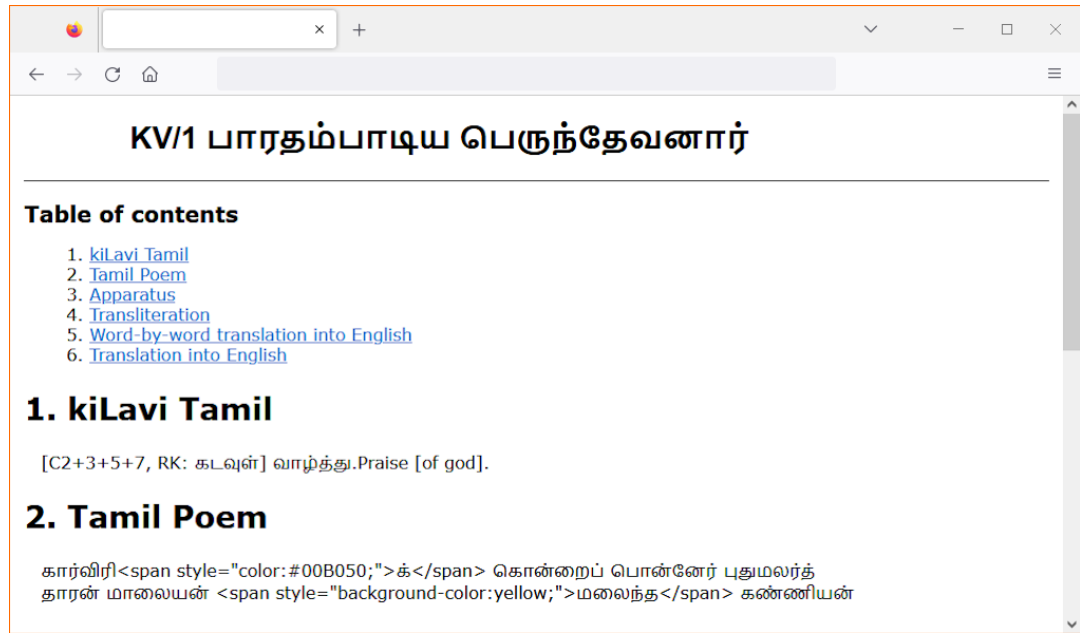 KV/1 பாரதம்பாடிய பெருந்தேவனார்
Table of contents
1. kiLavi Tamil
2. Tamil Poem
3. Apparatus
4. Transliteration
5. Word-by-word translation into English
6. Translation into English
1. kiLavi Tamil
[C2+3+5+7, RK: கடவுள்] வாழ்த்து.Praise [of god].
2. Tamil Poem
கார்விரி<span style="color:#00B050;">க்</span> கொன்றைப் பொன்னேர் புதுமலர்த்
தாரன் மாலையன் <span style="background-color:yellow;">மலைந்த</span> கண்ணியன்